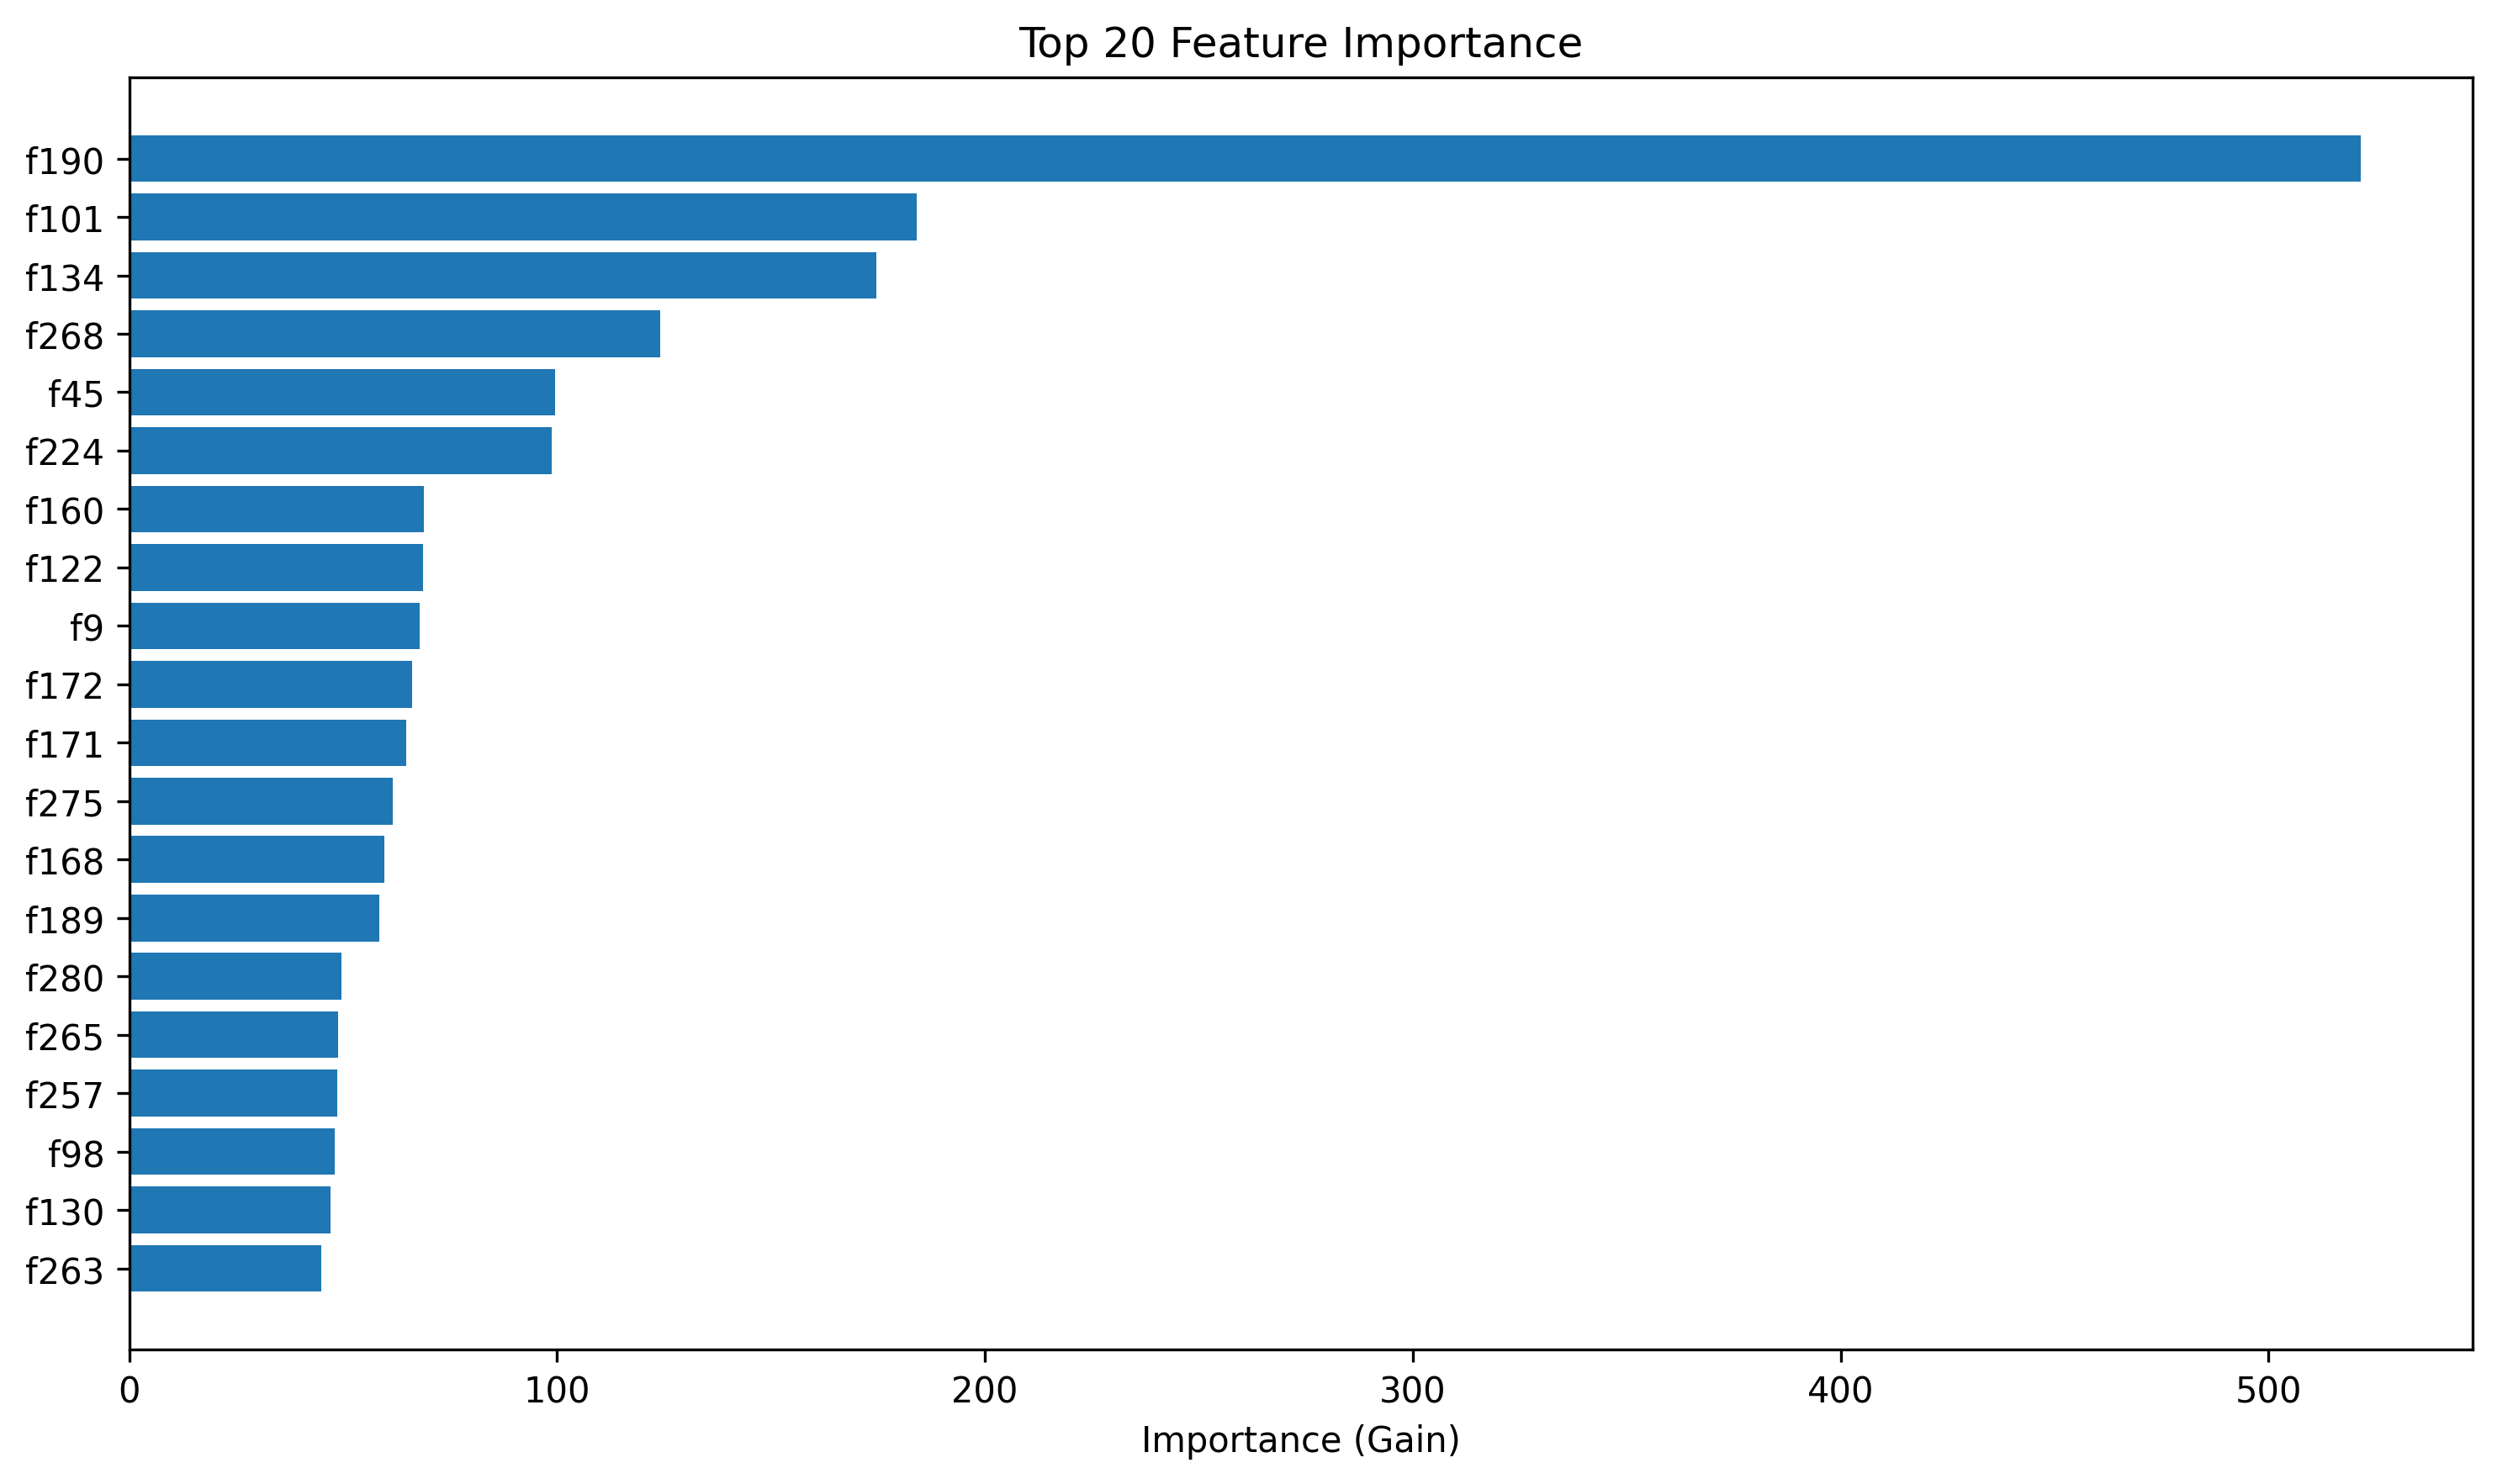 Top 20 Feature Importance
f190
f101
f134
f268
f45
f224
f160
f122
f9
f172
f171
f275
f168
f189
f280
f265
f257
f98
f130
f263
0 100 200 300 400 500
Importance (Gain)